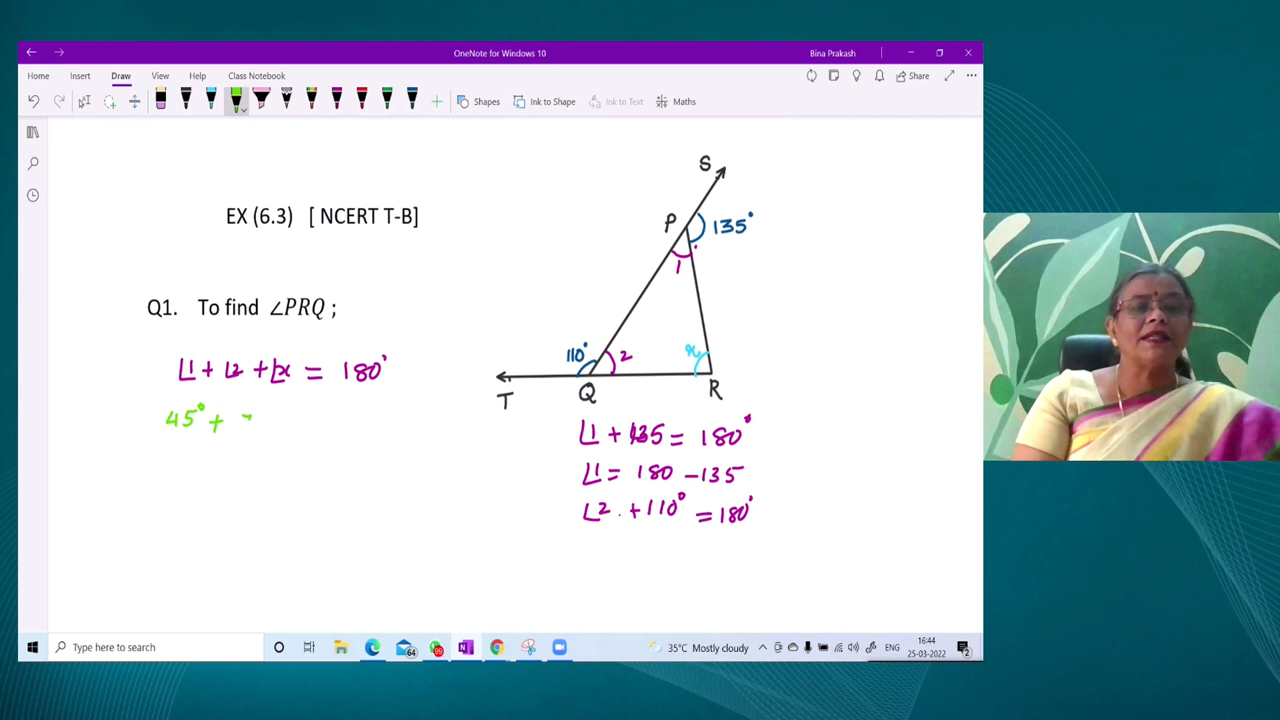 OneNote for Windows 10
Bina Prakash
Home Insert Draw View Help Class Notebook
Share
Shapes Ink to Shape Ink to Text Maths
EX (6.3) [ NCERT T-B]
S
P 135°
1
Q1. To find ∠PRQ ;
110° 2 x
T Q R
∠1 + ∠2 + ∠x = 180°
45° +
∠1 + 135 = 180°
∠1 = 180 - 135
∠2 + 110° = 180°
Type here to search
64
99
35°C Mostly cloudy
ENG
16:44
25-03-2022
2